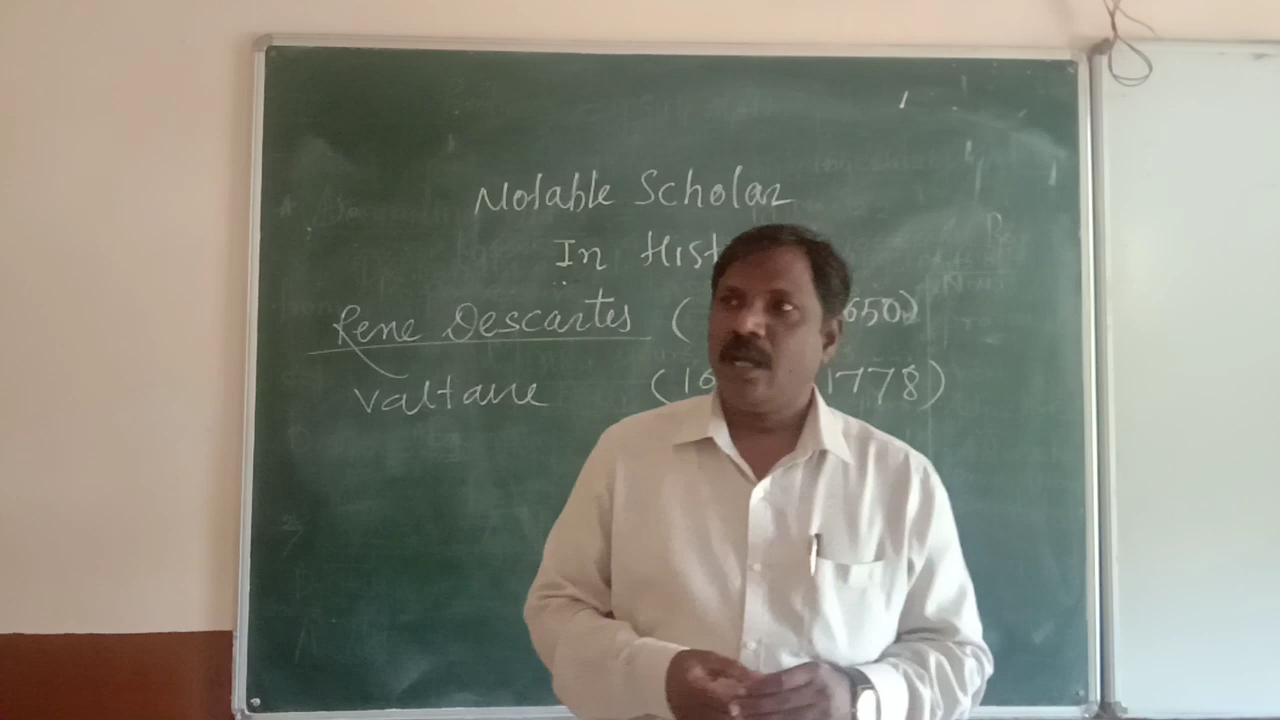 Notable Scholar
In Hist
Rene Descartes ( 650)
Valtaire (16 1778)